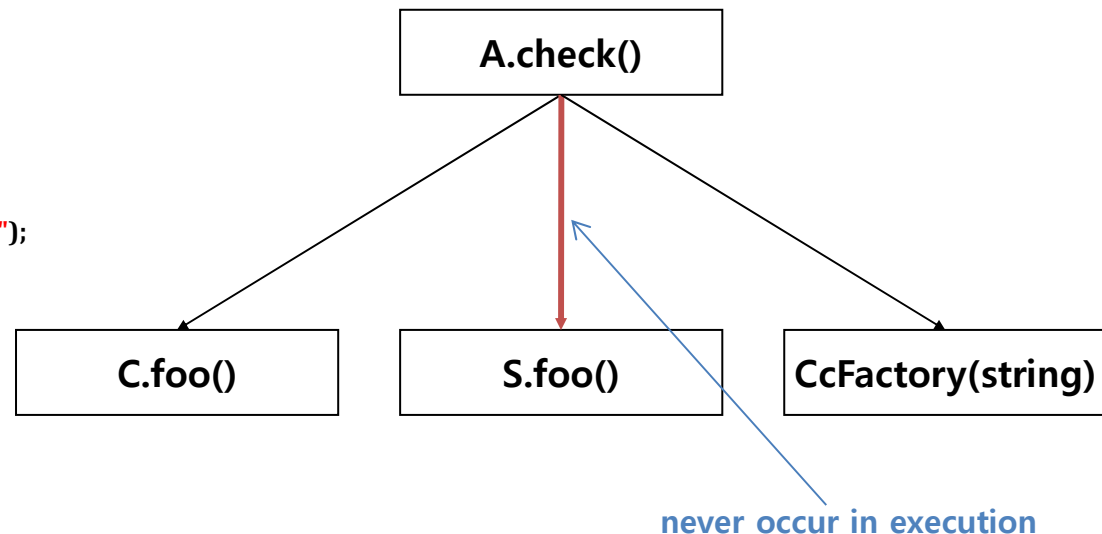 A.check()
");
C.foo()
S.foo()
CcFactory(string)
never occur in execution